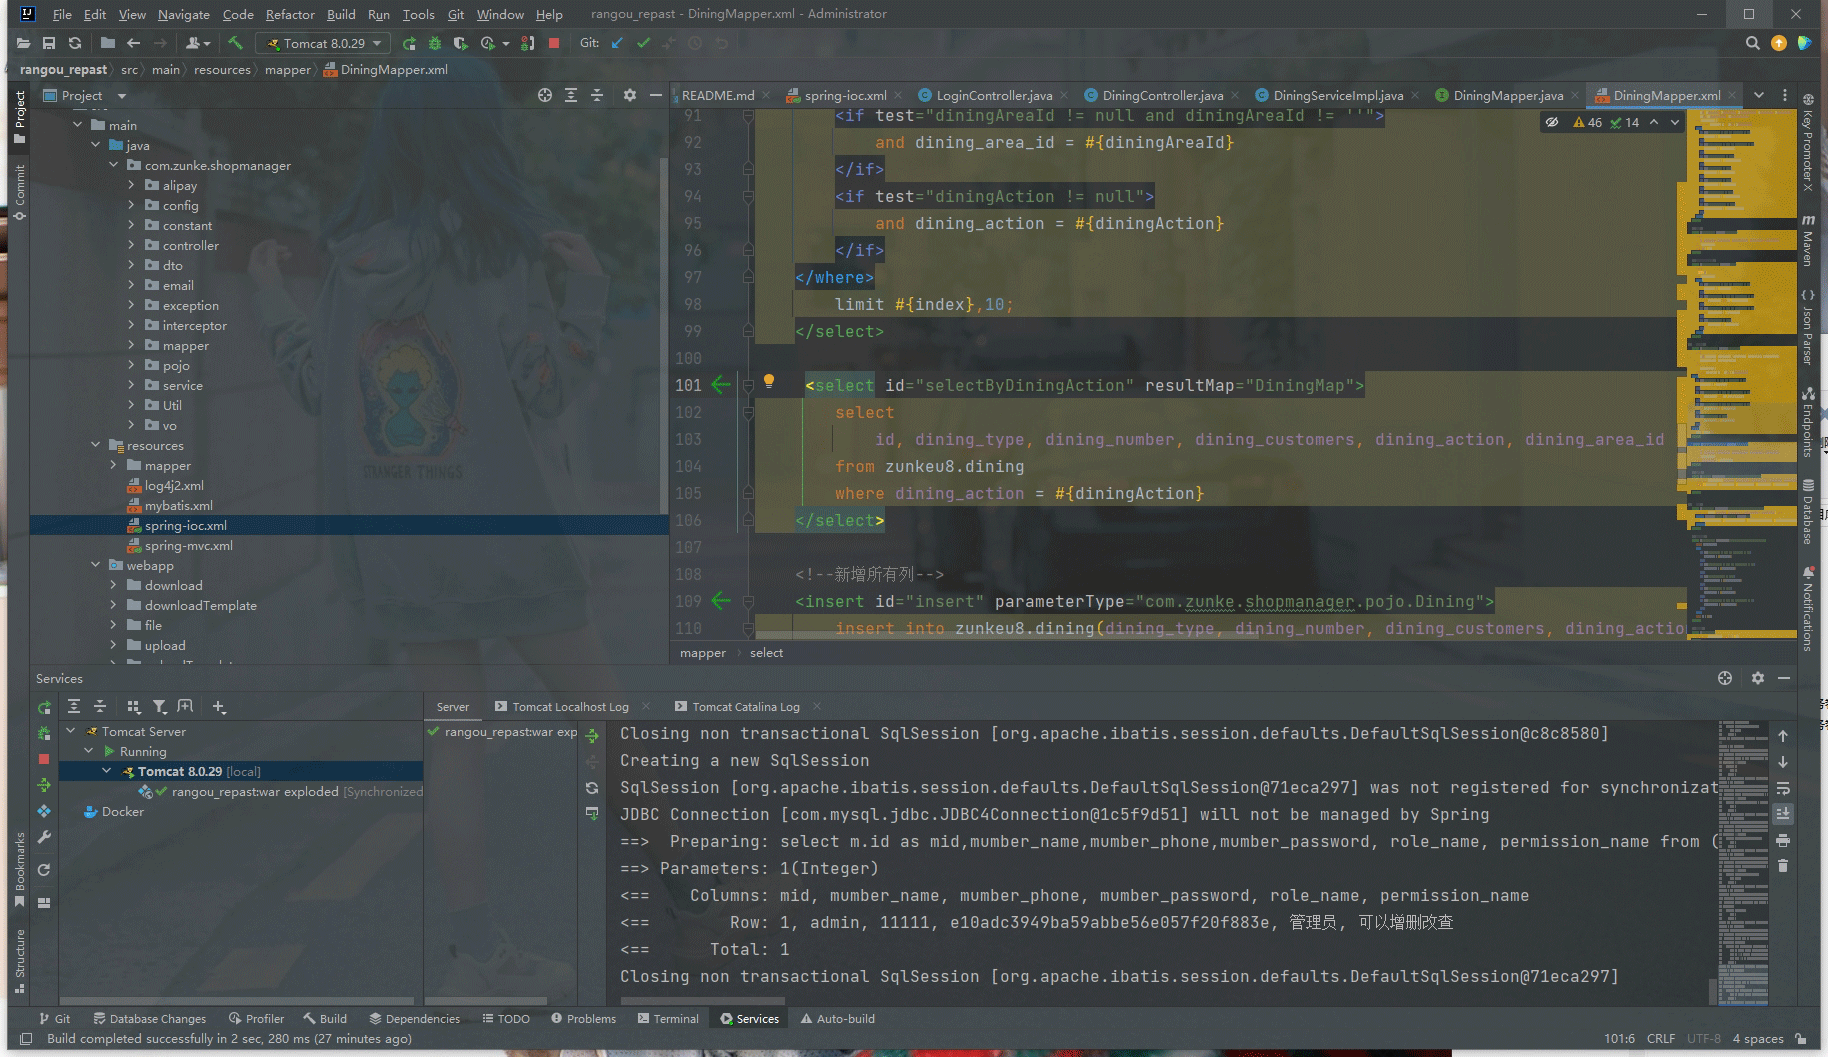 File Edit View Navigate Code Refactor Build Run Tools Git Window Help rangou_repast - DiningMapper.xml - Administrator
Tomcat 8.0.29 Git:
rangou_repast src main resources mapper DiningMapper.xml
Project
README.md spring-ioc.xml LoginController.java DiningController.java DiningServiceImpl.java DiningMapper.java DiningMapper.xml
Project
Commit
main
java
com.zunke.shopmanager
alipay
config
constant
controller
dto
email
exception
interceptor
mapper
pojo
service
Util
vo
resources
mapper
log4j2.xml
mybatis.xml
spring-ioc.xml
spring-mvc.xml
webapp
download
downloadTemplate
file
upload
46 14
91 <if test="diningAreaId != null and diningAreaId != ''">
92 and dining_area_id = #{diningAreaId}
93 </if>
94 <if test="diningAction != null">
95 and dining_action = #{diningAction}
96 </if>
97 </where>
98 limit #{index},10;
99 </select>
100
101 <select id="selectByDiningAction" resultMap="DiningMap">
102 select
103 id, dining_type, dining_number, dining_customers, dining_action, dining_area_id
104 from zunkeu8.dining
105 where dining_action = #{diningAction}
106 </select>
107
108 <!--新增所有列-->
109 <insert id="insert" parameterType="com.zunke.shopmanager.pojo.Dining">
110 insert into zunkeu8.dining(dining_type, dining_number, dining_customers, dining_actio
mapper select
Key Promoter X
Maven
Json Parser
Endpoints
Database
Notifications
Services
Server Tomcat Localhost Log Tomcat Catalina Log
Tomcat Server
Running
Tomcat 8.0.29 [local]
rangou_repast:war exploded [Synchronized
Docker
rangou_repast:war exp
Closing non transactional SqlSession [org.apache.ibatis.session.defaults.DefaultSqlSession@c8c8580]
Creating a new SqlSession
SqlSession [org.apache.ibatis.session.defaults.DefaultSqlSession@71eca297] was not registered for synchronizat
JDBC Connection [com.mysql.jdbc.JDBC4Connection@1c5f9d51] will not be managed by Spring
==>  Preparing: select m.id as mid,mumber_name,mumber_phone,mumber_password, role_name, permission_name from (
==> Parameters: 1(Integer)
<==    Columns: mid, mumber_name, mumber_phone, mumber_password, role_name, permission_name
<==        Row: 1, admin, 11111, e10adc3949ba59abbe56e057f20f883e, 管理员, 可以增删改查
<==      Total: 1
Closing non transactional SqlSession [org.apache.ibatis.session.defaults.DefaultSqlSession@71eca297]
Bookmarks
Structure
STRANGER THINGS
Git Database Changes Profiler Build Dependencies TODO Problems Terminal Services Auto-build
Build completed successfully in 2 sec, 280 ms (27 minutes ago) 101:6 CRLF UTF-8 4 spaces